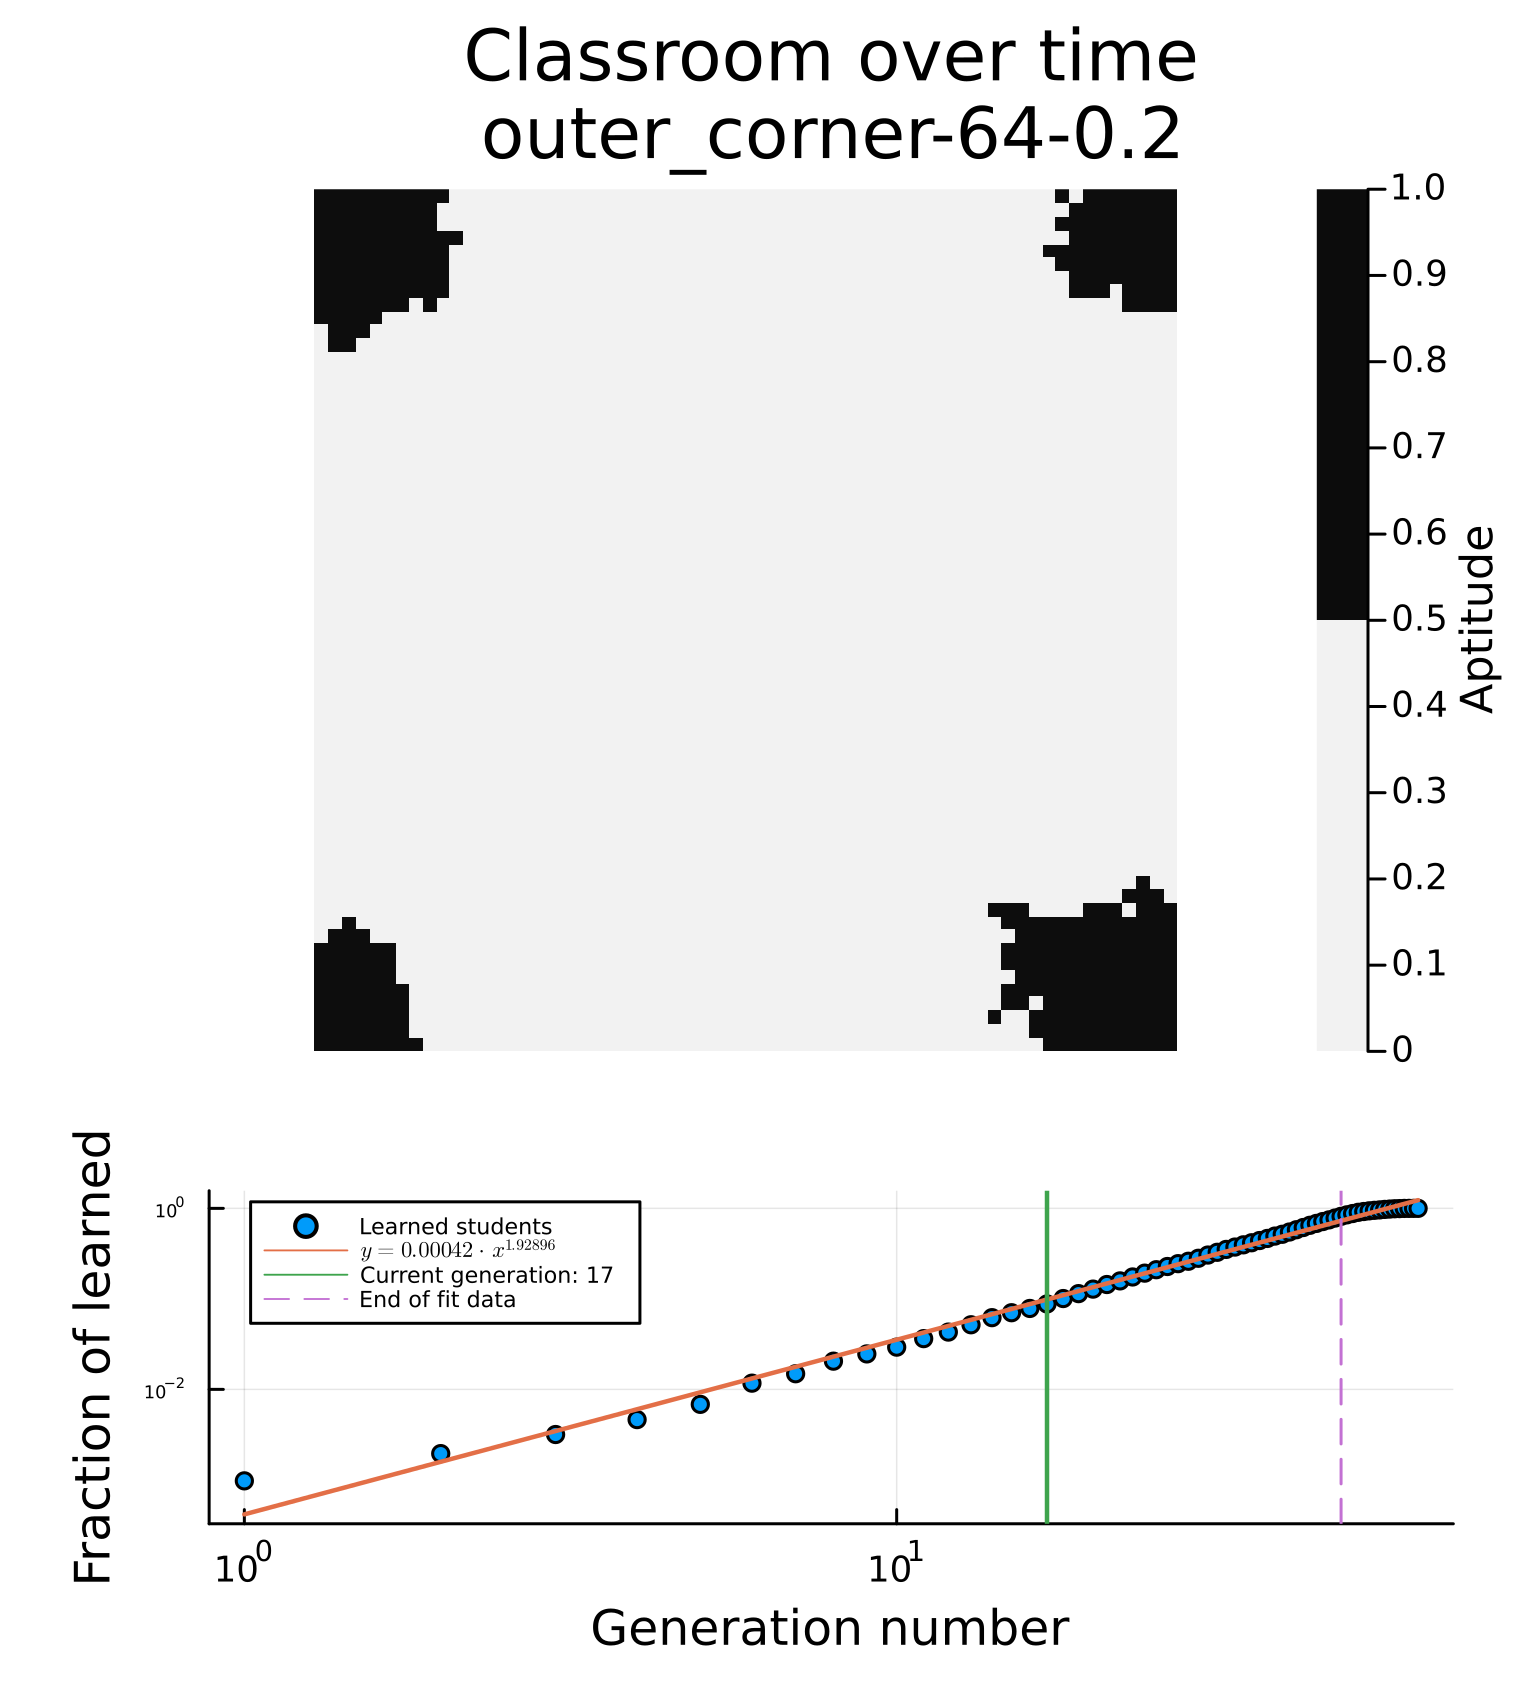 Classroom over time
outer_corner-64-0.2
1.0
0.9
0.8
0.7
0.6
0.5
0.4
0.3
0.2
0.1
0
Aptitude
Fraction of learned
10^0
10^-2
Learned students
y = 0.00042 · x^1.92896
Current generation: 17
End of fit data
10^0
10^1
Generation number